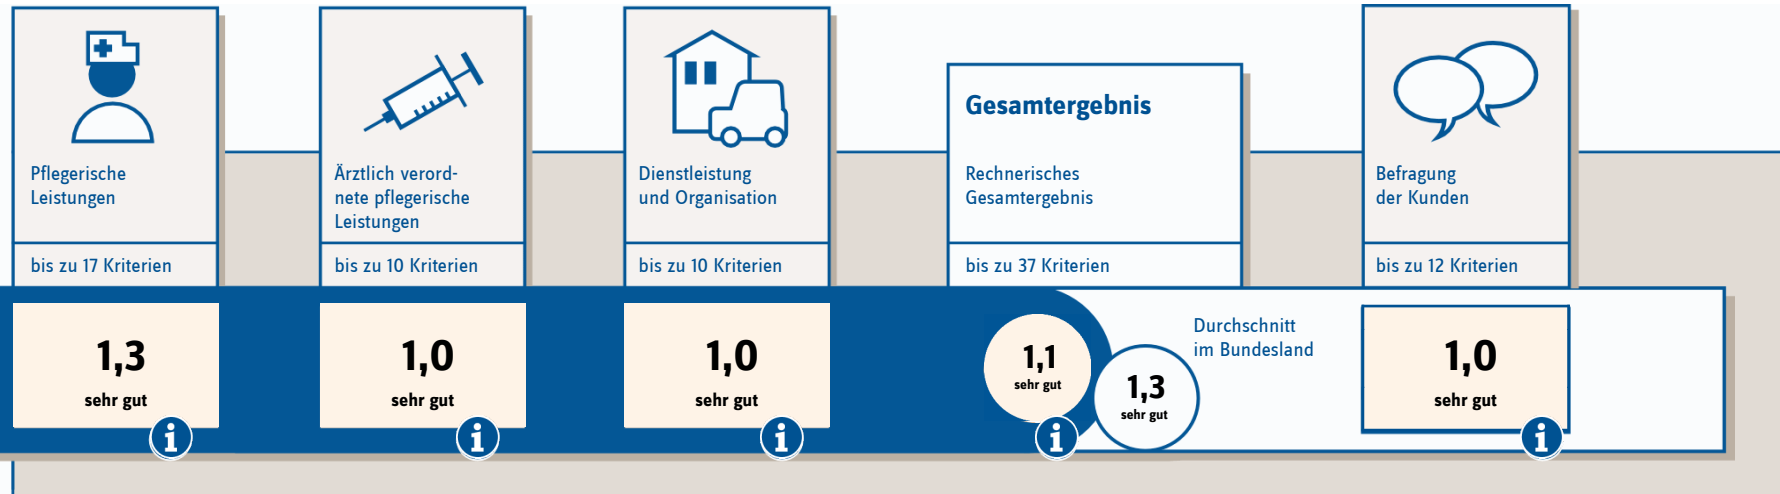 Pflegerische
Leistungen
bis zu 17 Kriterien
1,3
sehr gut
i
Ärztlich verord-
nete pflegerische
Leistungen
bis zu 10 Kriterien
1,0
sehr gut
i
Dienstleistung
und Organisation
bis zu 10 Kriterien
1,0
sehr gut
i
Gesamtergebnis
Rechnerisches
Gesamtergebnis
bis zu 37 Kriterien
1,1
sehr gut
i
Durchschnitt
im Bundesland
1,3
sehr gut
Befragung
der Kunden
bis zu 12 Kriterien
1,0
sehr gut
i